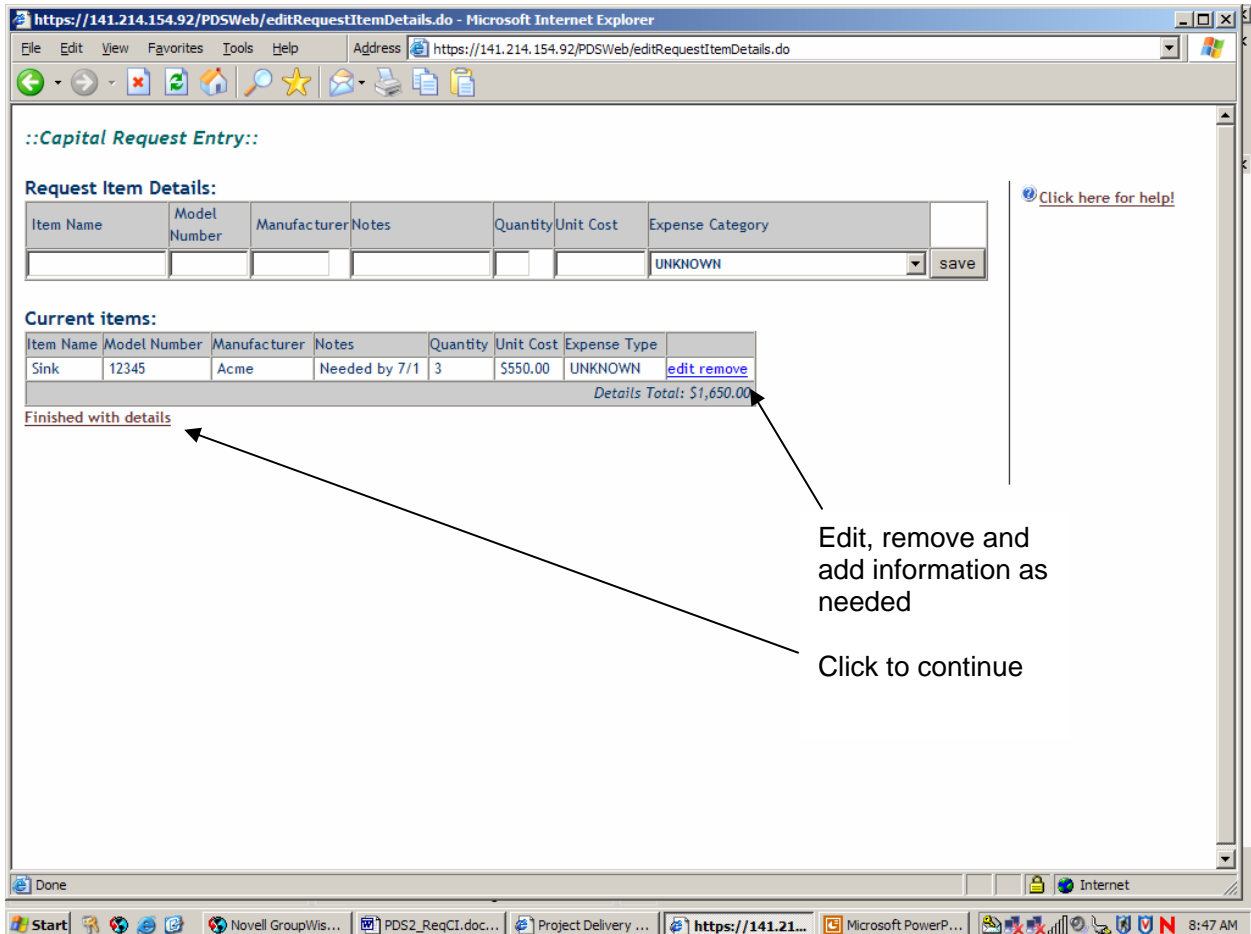 https://141.214.154.92/PDSWeb/editRequestItemDetails.do - Microsoft Internet Explorer
File Edit View Favorites Tools Help Address https://141.214.154.92/PDSWeb/editRequestItemDetails.do
::Capital Request Entry::
Request Item Details:
Click here for help!
Item Name Model Number Manufacturer Notes Quantity Unit Cost Expense Category
UNKNOWN save
Current items:
Item Name Model Number Manufacturer Notes Quantity Unit Cost Expense Type
Sink 12345 Acme Needed by 7/1 3 $550.00 UNKNOWN edit remove
Details Total: $1,650.00
Finished with details
Edit, remove and
add information as
needed
Click to continue
Done Internet
Start Novell GroupWis... PDS2_ReqCI.doc... Project Delivery ... https://141.21... Microsoft PowerP... 8:47 AM